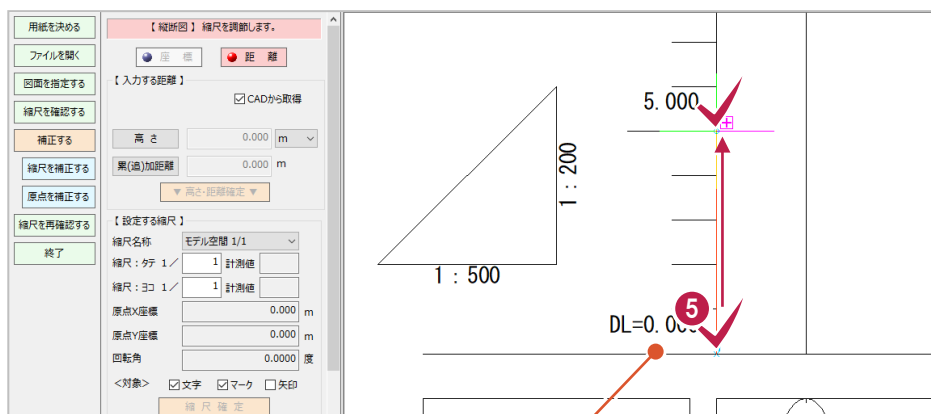 用紙を決める
ファイルを開く
図面を指定する
縮尺を確認する
補正する
縮尺を補正する
原点を補正する
縮尺を再確認する
終了
【 縦断図 】 縮尺を調節します。
座 標
距 離
【 入力する距離 】
CADから取得
高 さ 0.000 m
累(追)加距離 0.000 m
▼ 高さ・距離確定 ▼
【 設定する縮尺 】
縮尺名称 モデル空間 1/1
縮尺：タテ 1／ 1 計測値
縮尺：ヨコ 1／ 1 計測値
原点X座標 0.000 m
原点Y座標 0.000 m
回転角 0.0000 度
<対象> 文字 マーク 矢印
縮 尺 確 定
5.000
1 : 200
1 : 500
5
DL=0.000